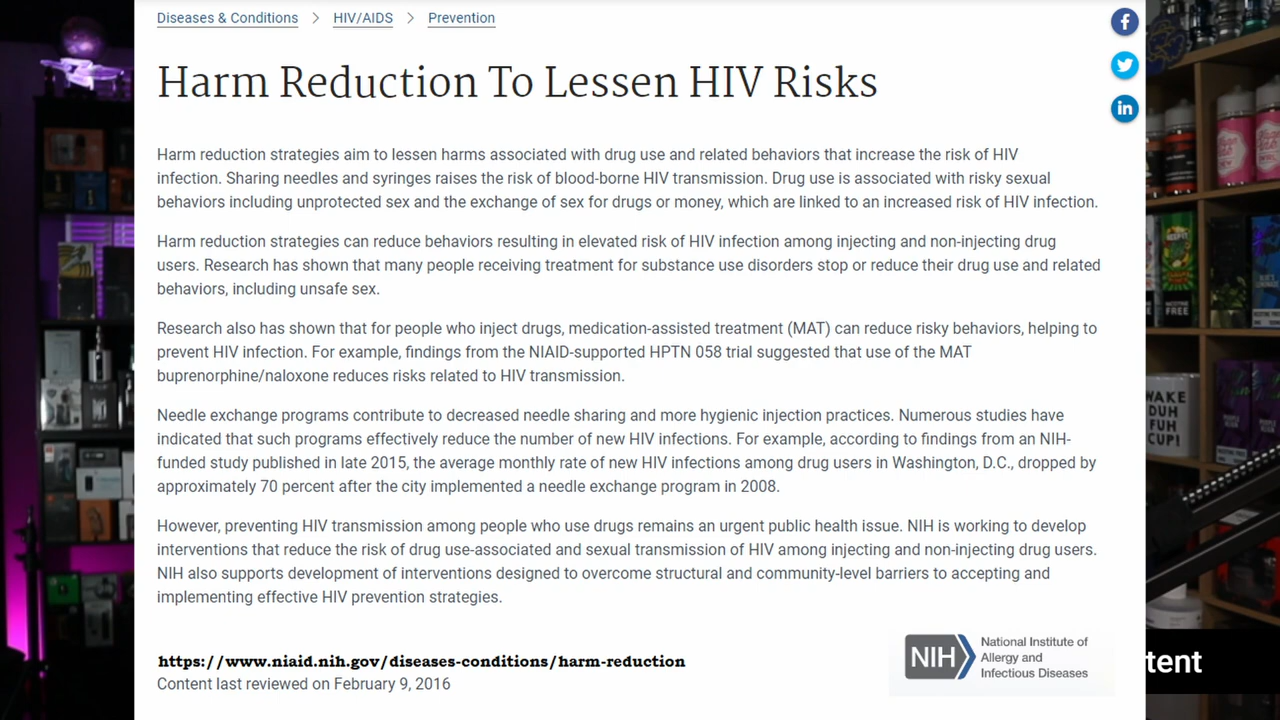 Diseases & Conditions > HIV/AIDS > Prevention
Harm Reduction To Lessen HIV Risks
Harm reduction strategies aim to lessen harms associated with drug use and related behaviors that increase the risk of HIV
infection. Sharing needles and syringes raises the risk of blood-borne HIV transmission. Drug use is associated with risky sexual
behaviors including unprotected sex and the exchange of sex for drugs or money, which are linked to an increased risk of HIV infection.
Harm reduction strategies can reduce behaviors resulting in elevated risk of HIV infection among injecting and non-injecting drug
users. Research has shown that many people receiving treatment for substance use disorders stop or reduce their drug use and related
behaviors, including unsafe sex.
Research also has shown that for people who inject drugs, medication-assisted treatment (MAT) can reduce risky behaviors, helping to
prevent HIV infection. For example, findings from the NIAID-supported HPTN 058 trial suggested that use of the MAT
buprenorphine/naloxone reduces risks related to HIV transmission.
Needle exchange programs contribute to decreased needle sharing and more hygienic injection practices. Numerous studies have
indicated that such programs effectively reduce the number of new HIV infections. For example, according to findings from an NIH-
funded study published in late 2015, the average monthly rate of new HIV infections among drug users in Washington, D.C., dropped by
approximately 70 percent after the city implemented a needle exchange program in 2008.
However, preventing HIV transmission among people who use drugs remains an urgent public health issue. NIH is working to develop
interventions that reduce the risk of drug use-associated and sexual transmission of HIV among injecting and non-injecting drug users.
NIH also supports development of interventions designed to overcome structural and community-level barriers to accepting and
implementing effective HIV prevention strategies.
https://www.niaid.nih.gov/diseases-conditions/harm-reduction
Content last reviewed on February 9, 2016
NIH
National Institute of
Allergy and
Infectious Diseases
tent
WAKE
DUH
FUH
CUP!